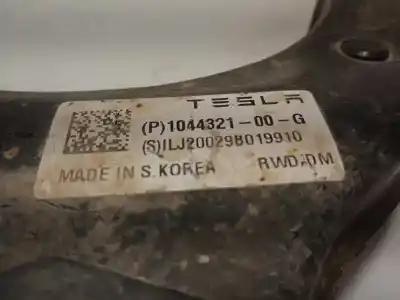 TESLA
(P)1044321-00-G
(S)ILJ20029B019910
MADE IN S.KOREA RWD/DM